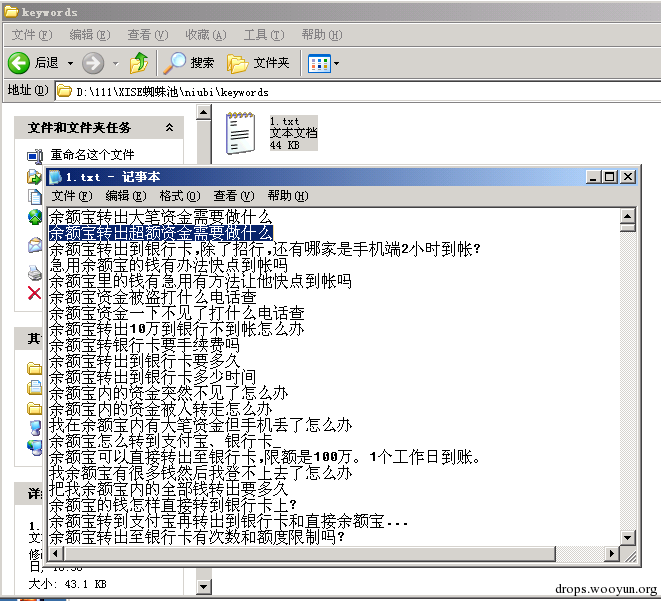 keywords
文件(F) 编辑(E) 查看(V) 收藏(A) 工具(T) 帮助(H)
后退 搜索 文件夹
地址(D) D:\111\XISE蜘蛛池\niubi\keywords
文件和文件夹任务
重命名这个文件
1.txt
文本文档
44 KB
1.txt - 记事本
文件(F) 编辑(E) 格式(O) 查看(V) 帮助(H)
余额宝转出大笔资金需要做什么
余额宝转出超额资金需要做什么
余额宝转出到银行卡,除了招行,还有哪家是手机端2小时到帐?
急用余额宝的钱有办法快点到帐吗
余额宝里的钱有急用有方法让他快点到帐吗
余额宝资金被盗打什么电话查
余额宝资金一下不见了打什么电话查
余额宝转出10万到银行不到帐怎么办
余额宝转银行卡要手续费吗
余额宝转出到银行卡要多久
余额宝转出到银行卡多少时间
余额宝内的资金突然不见了怎么办
余额宝内的资金被人转走怎么办
我在余额宝内有大笔资金但手机丢了怎么办
余额宝怎么转到支付宝、银行卡_
余额宝可以直接转出至银行卡,限额是100万。1个工作日到账。
我余额宝有很多钱然后我登不上去了怎么办
把我余额宝内的全部钱转出要多久
余额宝的钱怎样直接转到银行卡上?
余额宝转到支付宝再转出到银行卡和直接余额宝...
余额宝转出至银行卡有次数和额度限制吗?
其
详
1.
文
修
日,
大小: 43.1 KB
drops.wooyun.org